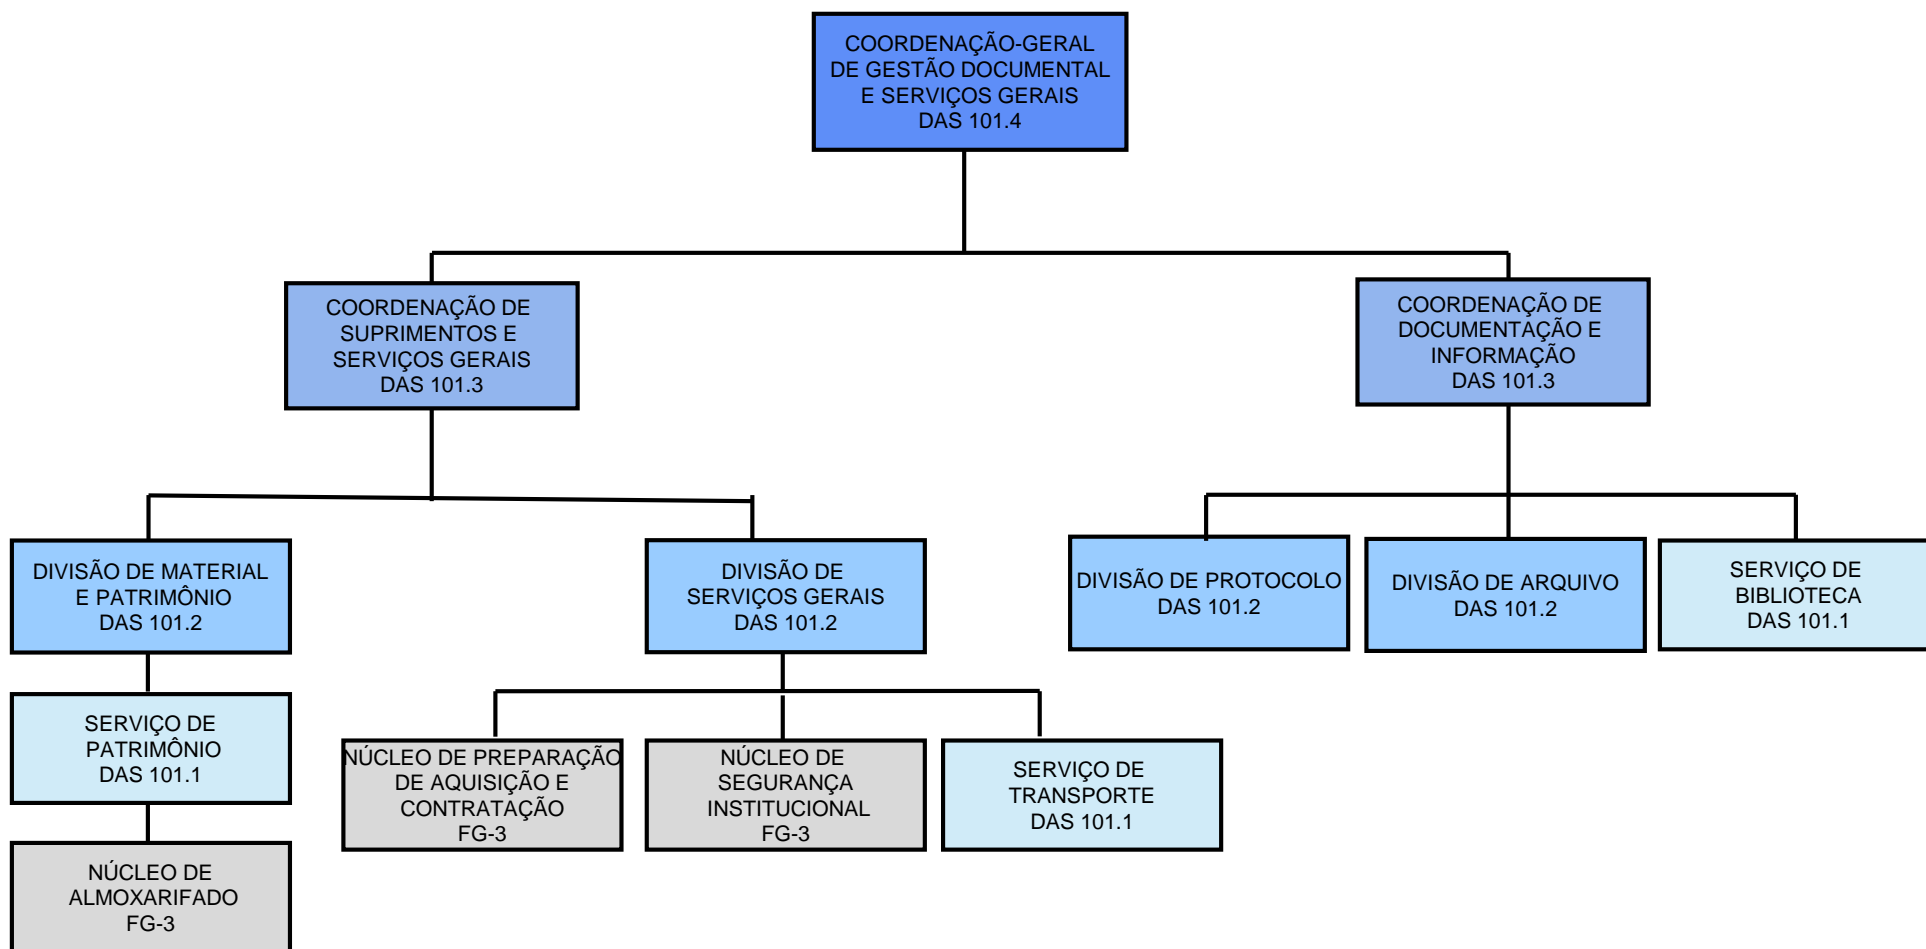 COORDENAÇÃO-GERAL
DE GESTÃO DOCUMENTAL
E SERVIÇOS GERAIS
DAS 101.4
COORDENAÇÃO DE
SUPRIMENTOS E
SERVIÇOS GERAIS
DAS 101.3
COORDENAÇÃO DE
DOCUMENTAÇÃO E
INFORMAÇÃO
DAS 101.3
DIVISÃO DE MATERIAL
E PATRIMÔNIO
DAS 101.2
DIVISÃO DE
SERVIÇOS GERAIS
DAS 101.2
DIVISÃO DE PROTOCOLO
DAS 101.2
DIVISÃO DE ARQUIVO
DAS 101.2
SERVIÇO DE
BIBLIOTECA
DAS 101.1
SERVIÇO DE
PATRIMÔNIO
DAS 101.1
NÚCLEO DE PREPARAÇÃO
DE AQUISIÇÃO E
CONTRATAÇÃO
FG-3
NÚCLEO DE
SEGURANÇA
INSTITUCIONAL
FG-3
SERVIÇO DE
TRANSPORTE
DAS 101.1
NÚCLEO DE
ALMOXARIFADO
FG-3